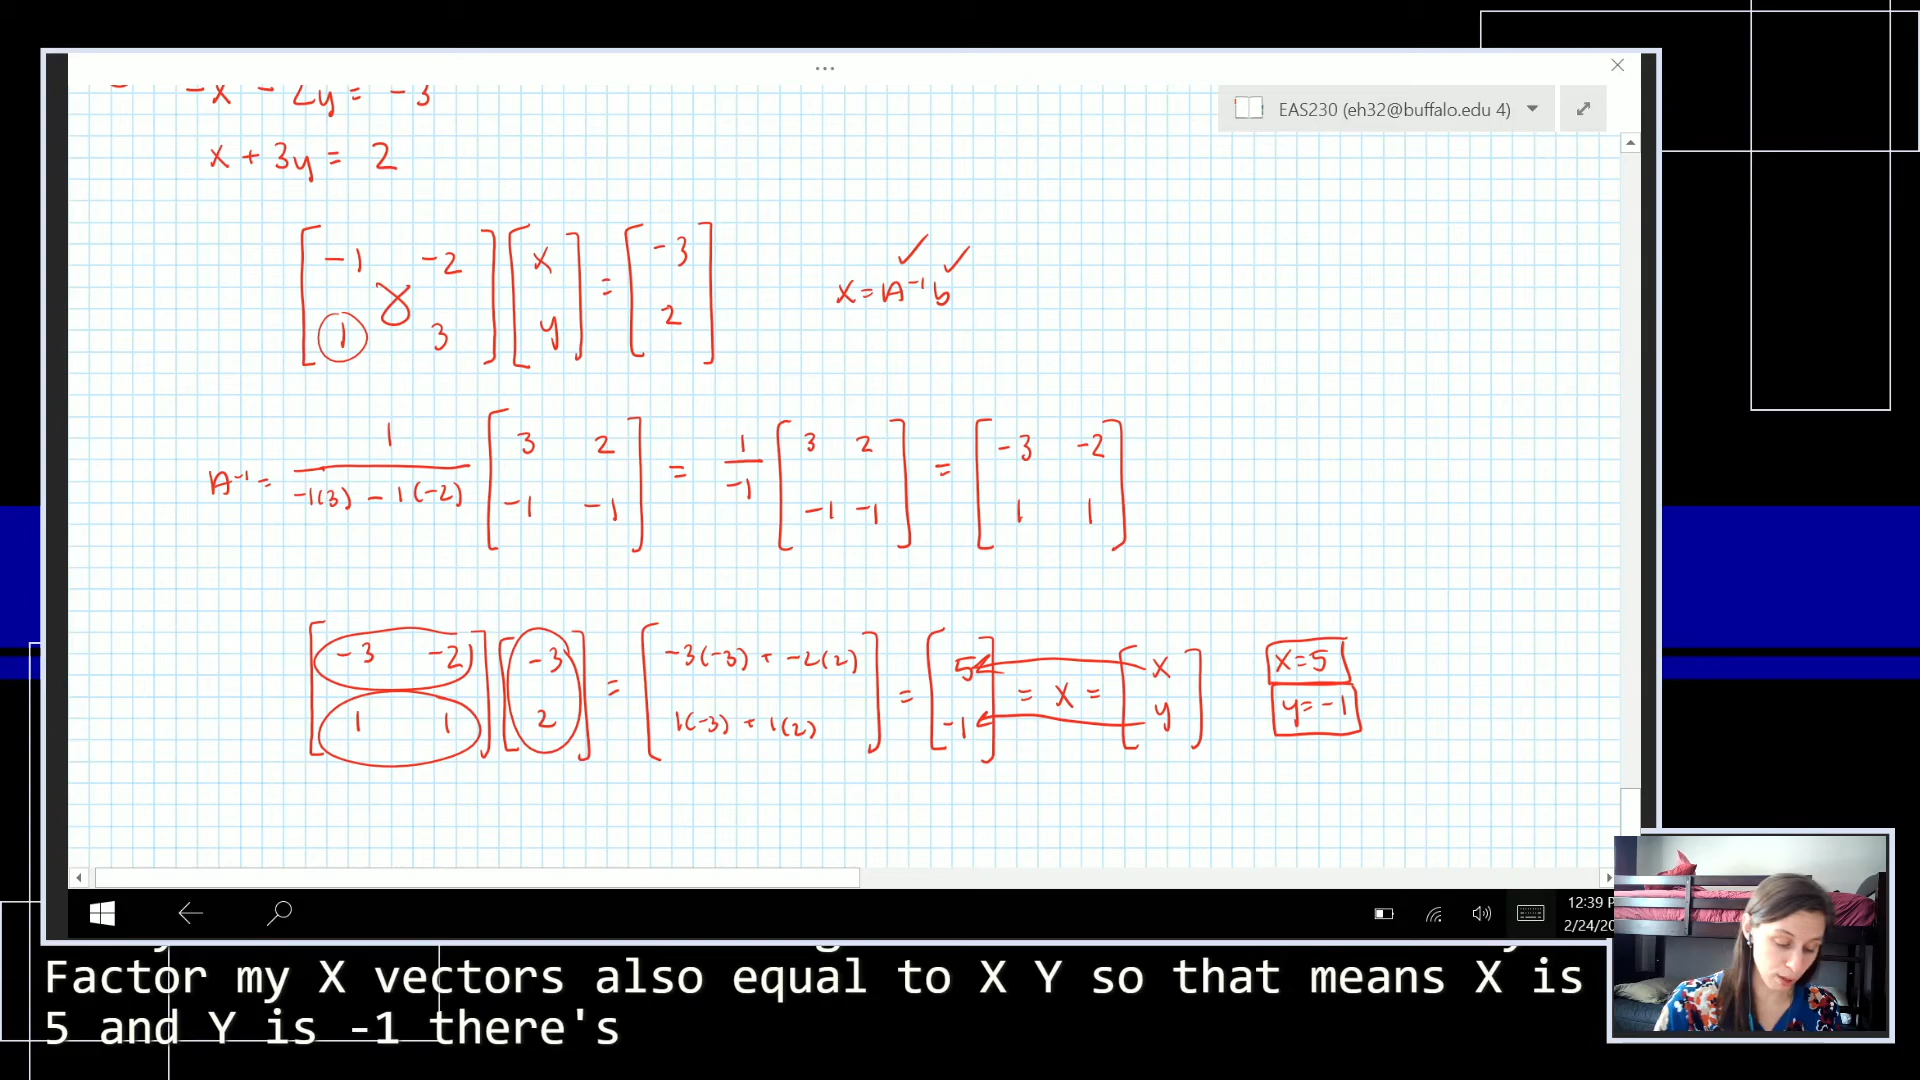 EAS230 (eh32@buffalo.edu 4)
-x - 2y = -3
x + 3y = 2
[ -1 -2 ] [ x ] = [ -3 ]
[ 1 3 ] [ y ] [ 2 ]
x = A⁻¹ b
A⁻¹ = 1 / (-1(3) - 1(-2)) [ 3 2 ] = 1/-1 [ 3 2 ] = [ -3 -2 ]
[ -1 -1 ] [ -1 -1 ] [ 1 1 ]
[ -3 -2 ] [ -3 ] = [ -3(-3) + -2(2) ] = [ 5 ] = X = [ x ] x=5
[ 1 1 ] [ 2 ] [ 1(-3) + 1(2) ] [ -1 ] [ y ] y=-1
12:39 P
2/24/20
Factor my X vectors also equal to X Y so that means X is
5 and Y is -1 there's